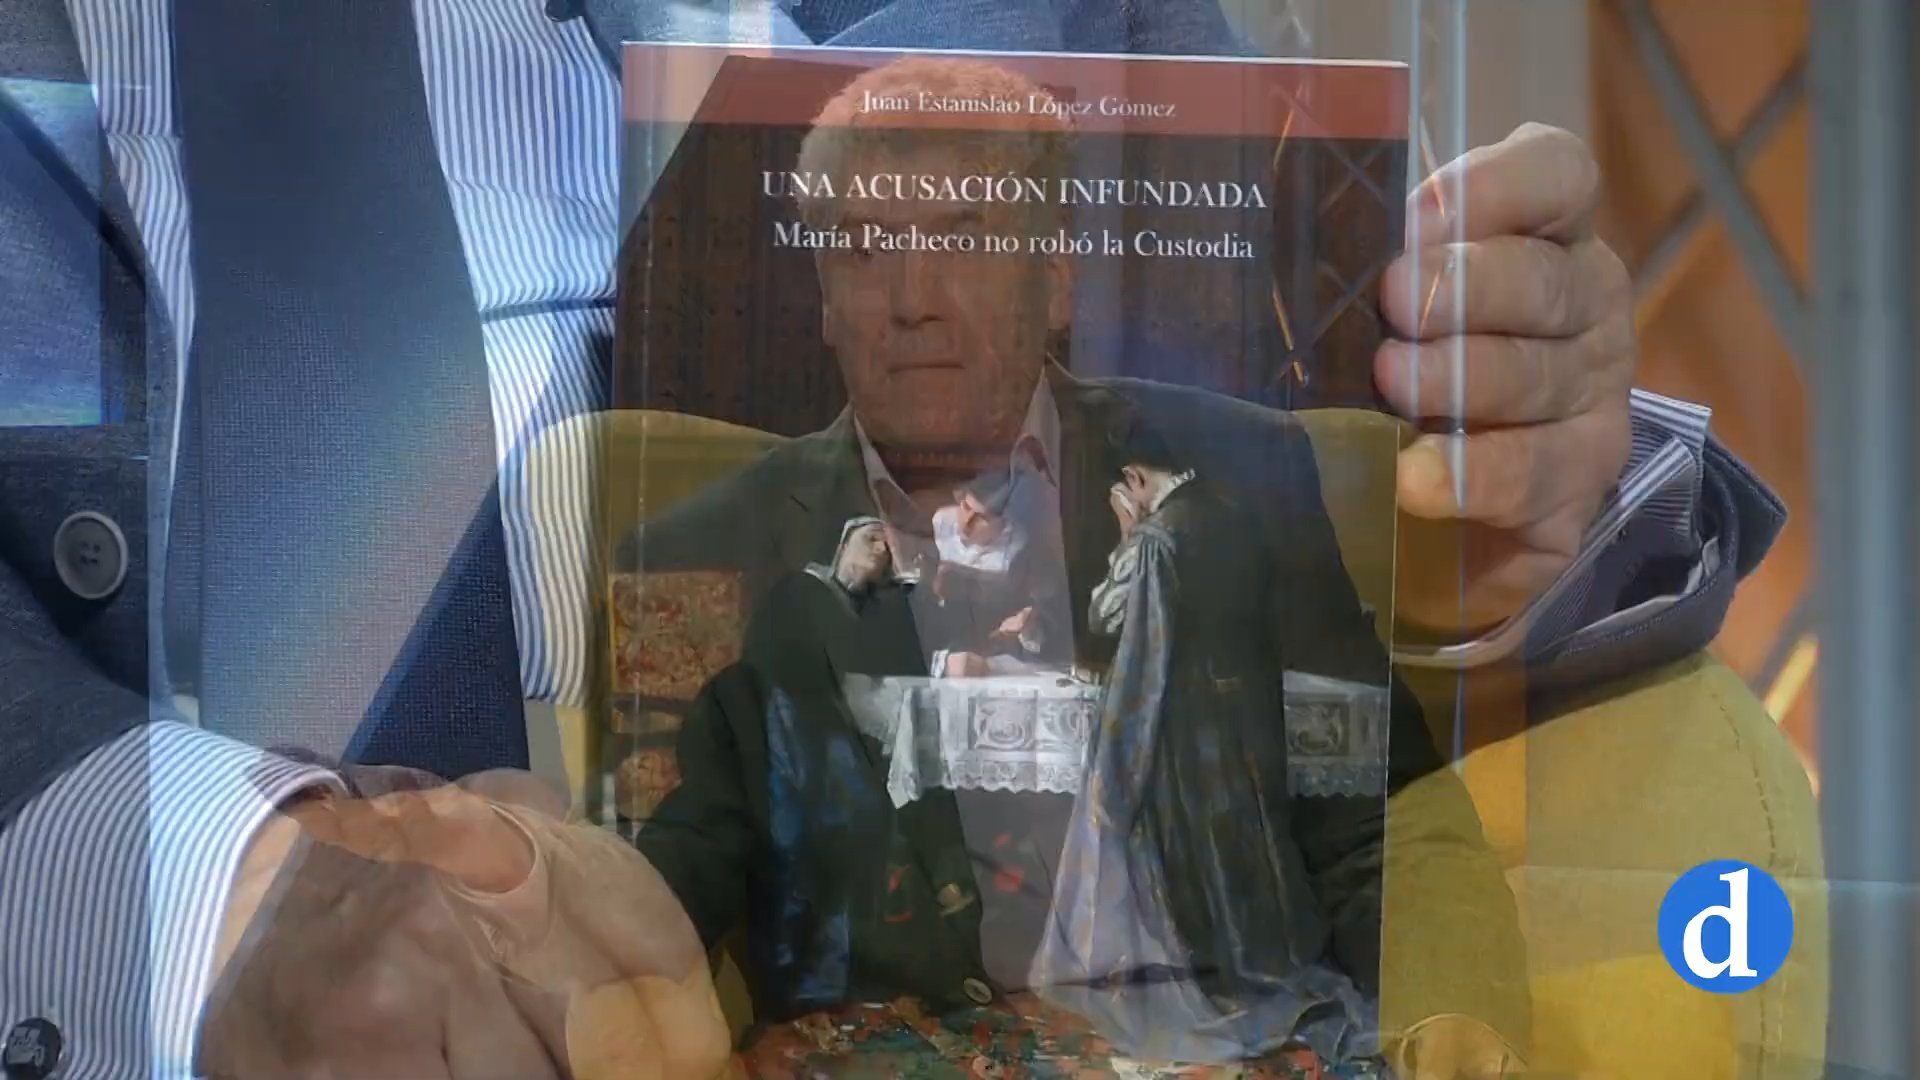 Juan Estanislao López Gómez
UNA ACUSACIÓN INFUNDADA
María Pacheco no robó la Custodia
d